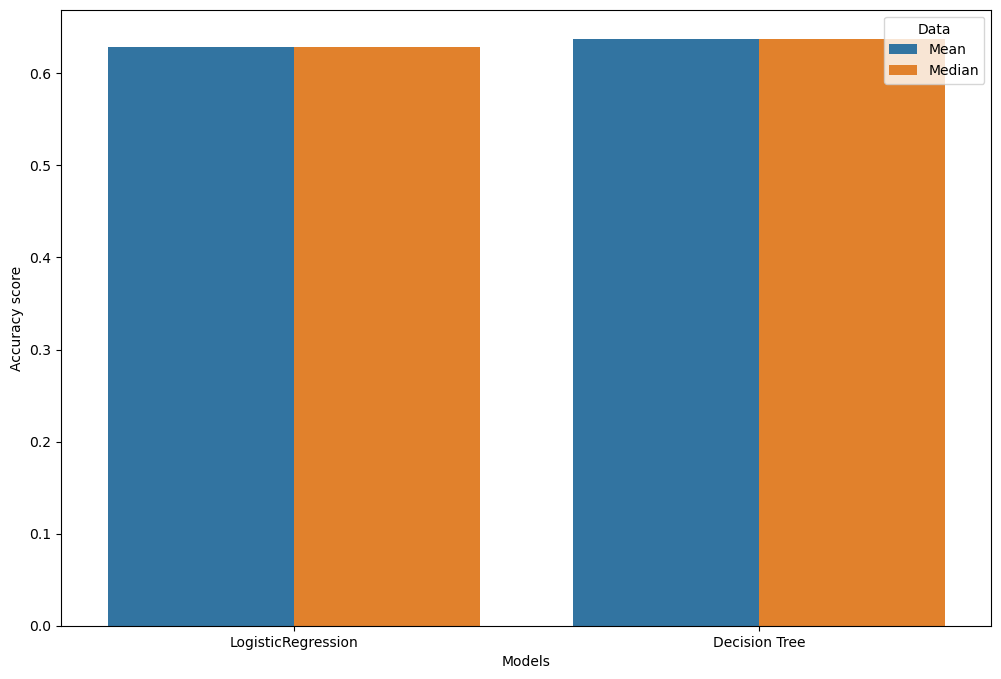 Data
Mean
Median
Accuracy score
0.6
0.5
0.4
0.3
0.2
0.1
0.0
LogisticRegression
Decision Tree
Models